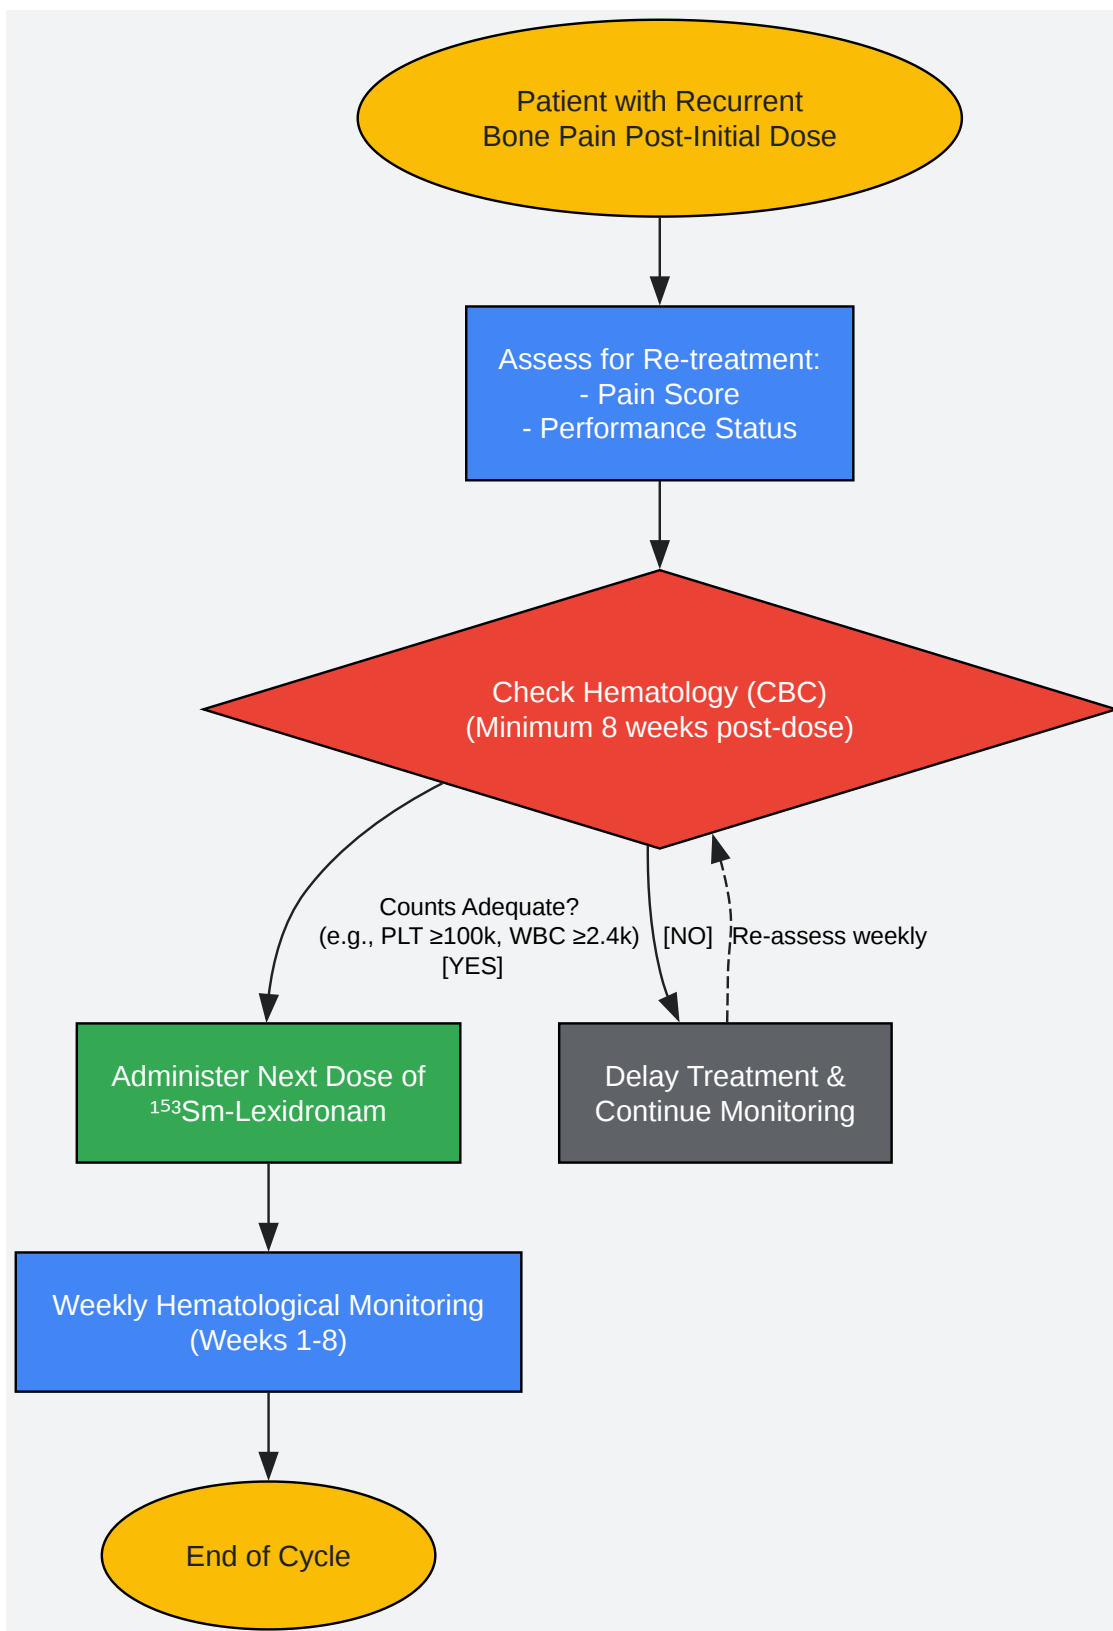 Patient with Recurrent
Bone Pain Post-Initial Dose
Assess for Re-treatment:
- Pain Score
- Performance Status
Check Hematology (CBC)
(Minimum 8 weeks post-dose)
Counts Adequate?
(e.g., PLT ≥100k, WBC ≥2.4k)
[YES]
[NO]
Re-assess weekly
Administer Next Dose of
¹⁵³Sm-Lexidronam
Delay Treatment &
Continue Monitoring
Weekly Hematological Monitoring
(Weeks 1-8)
End of Cycle